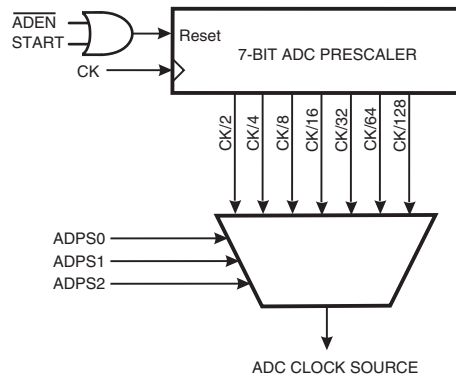 ADEN
START
Reset
7-BIT ADC PRESCALER
CK
CK/2
CK/4
CK/8
CK/16
CK/32
CK/64
CK/128
ADPS0
ADPS1
ADPS2
ADC CLOCK SOURCE